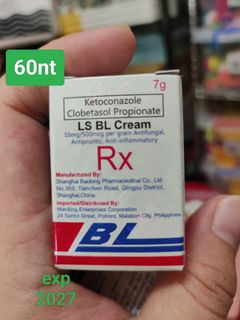 60nt
7g
Ketoconazole
Clobetasol Propionate
LS BL Cream
10mg/500mcg per gram Antifungal,
Antipruritic, Anti-inflammatory
Rx
Manufactured By:
Shanghai Baolong Pharmaceutical Co., Ltd.
No.358, Tianchen Road, Qingpu District,
Shanghai,China
Imported/Distributed By:
ManXing Enterprises Corporation
24 Santol Street, Potrero, Malabon City, Philippines
BL
exp
2027